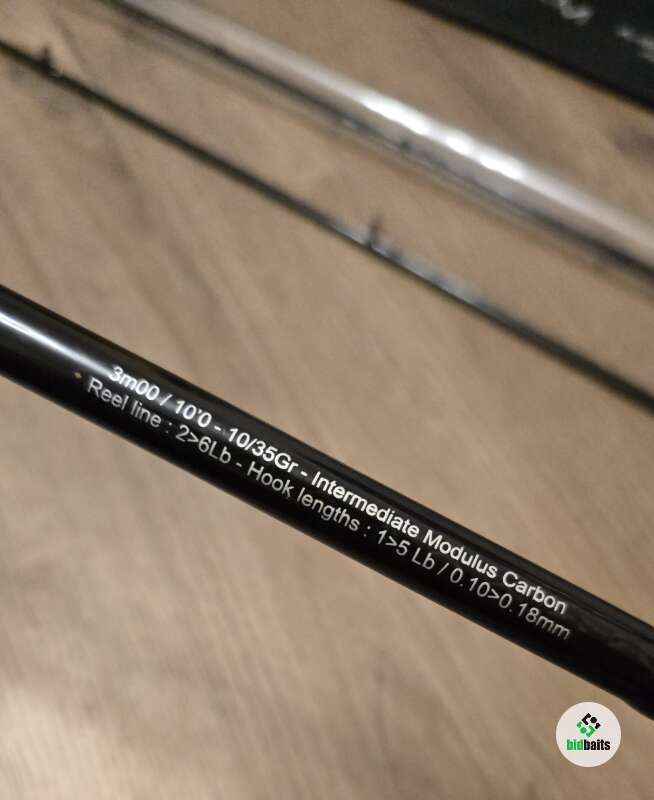 3m00 / 10'0 - 10/35Gr - Intermediate Modulus Carbon
Reel line : 2>6Lb - Hook lengths : 1>5 Lb / 0.10>0.18mm
bidbaits